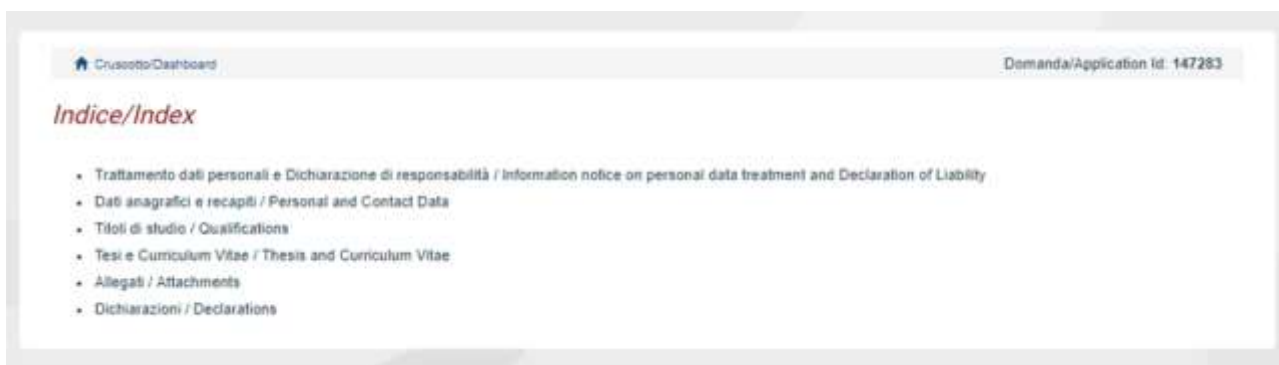 Cruscotto/Dashboard
Domanda/Application Id: 147283
Indice/Index
Trattamento dati personali e Dichiarazione di responsabilità / Information notice on personal data treatment and Declaration of Liability
Dati anagrafici e recapiti / Personal and Contact Data
Titoli di studio / Qualifications
Tesi e Curriculum Vitae / Thesis and Curriculum Vitae
Allegati / Attachments
Dichiarazioni / Declarations